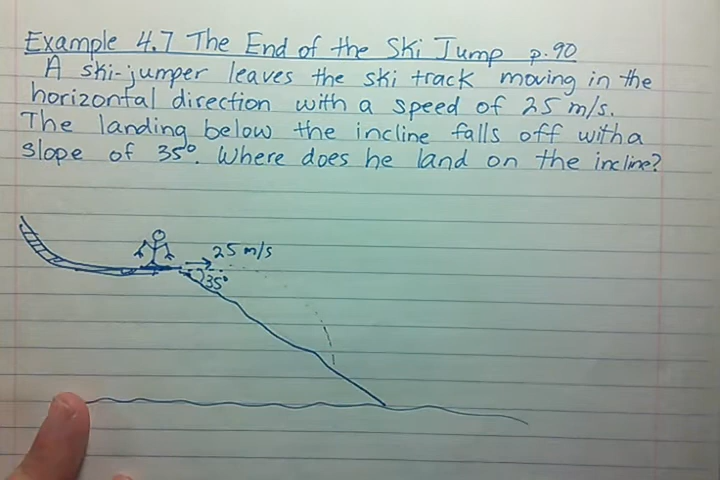 Example 4.7 The End of the Ski Jump p.90
A ski-jumper leaves the ski track moving in the
horizontal direction with a speed of 25 m/s.
The landing below the incline falls off with a
slope of 35°. Where does he land on the incline?
25 m/s
35°